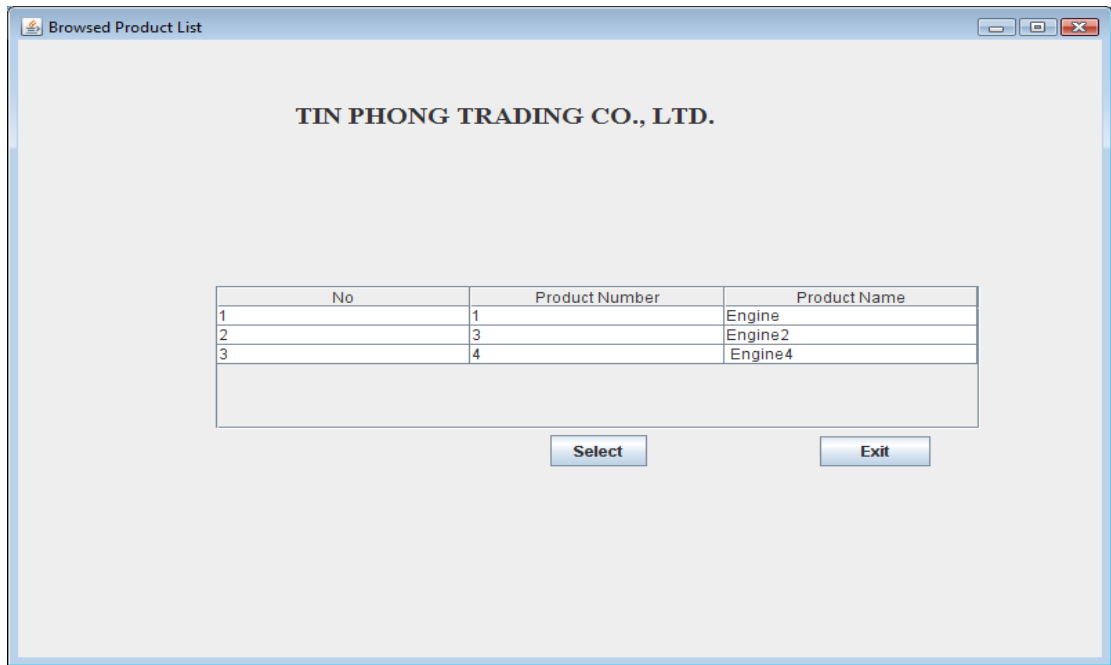 Browsed Product List
TIN PHONG TRADING CO., LTD.
No Product Number Product Name
1 1 Engine
2 3 Engine2
3 4 Engine4
Select Exit